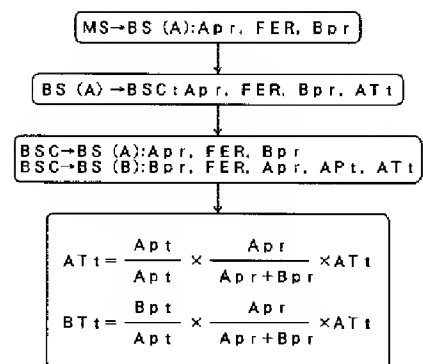 MS→BS (A):Apr, FER, Bpr
BS (A) →BSC:Apr, FER, Bpr, ATt
BSC→BS (A):Apr, FER, Bpr
BSC→BS (B):Bpr, FER, Apr, APt, ATt
ATt= Apt/Apt × Apr/Apr+Bpr ×ATt
BTt= Bpt/Apt × Apr/Apr+Bpr ×ATt